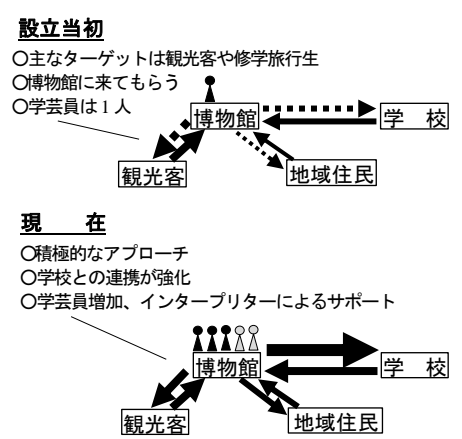 設立当初
○主なターゲットは観光客や修学旅行生
○博物館に来てもらう
○学芸員は1人
博物館
学　校
観光客
地域住民
現　在
○積極的なアプローチ
○学校との連携が強化
○学芸員増加、インタープリターによるサポート
博物館
学　校
観光客
地域住民